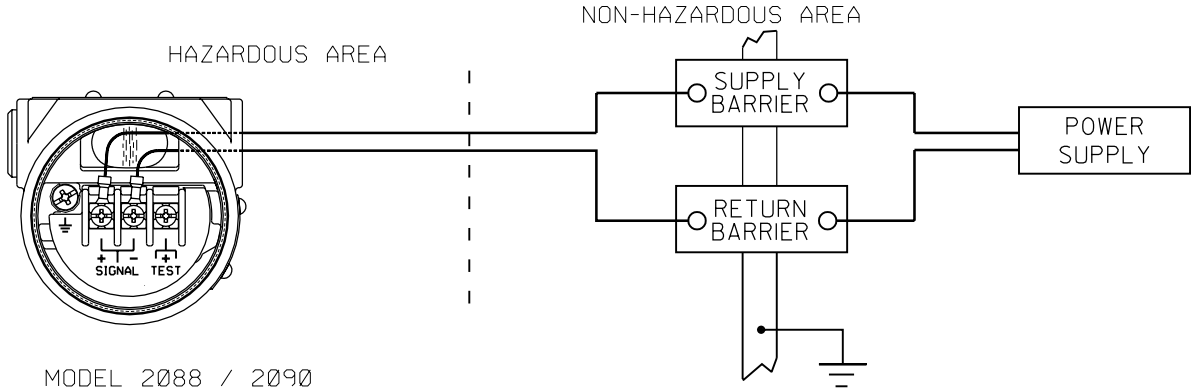 NON-HAZARDOUS AREA
HAZARDOUS AREA
SUPPLY
BARRIER
POWER
SUPPLY
RETURN
BARRIER
+ - +
SIGNAL TEST
MODEL 2088 / 2090